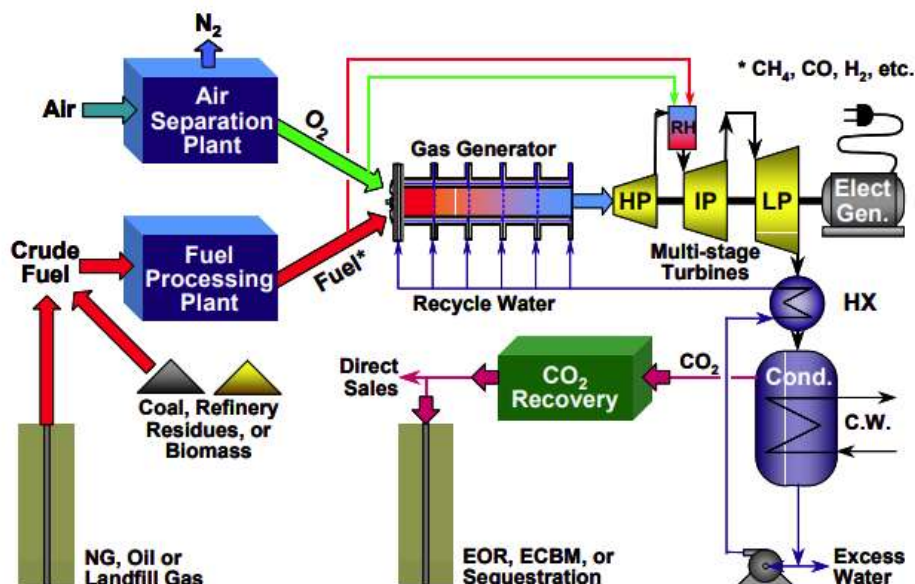 N2
Air
Air
Separation
Plant
O2
* CH4, CO, H2, etc.
RH
Gas Generator
HP
IP
LP
Elect
Gen.
Multi-stage
Turbines
Crude
Fuel
Fuel
Processing
Plant
Fuel*
Recycle Water
HX
Direct
Sales
CO2
Recovery
CO2
Cond.
C.W.
Coal, Refinery
Residues, or
Biomass
NG, Oil or
Landfill Gas
EOR, ECBM, or
Sequestration
Excess
Water